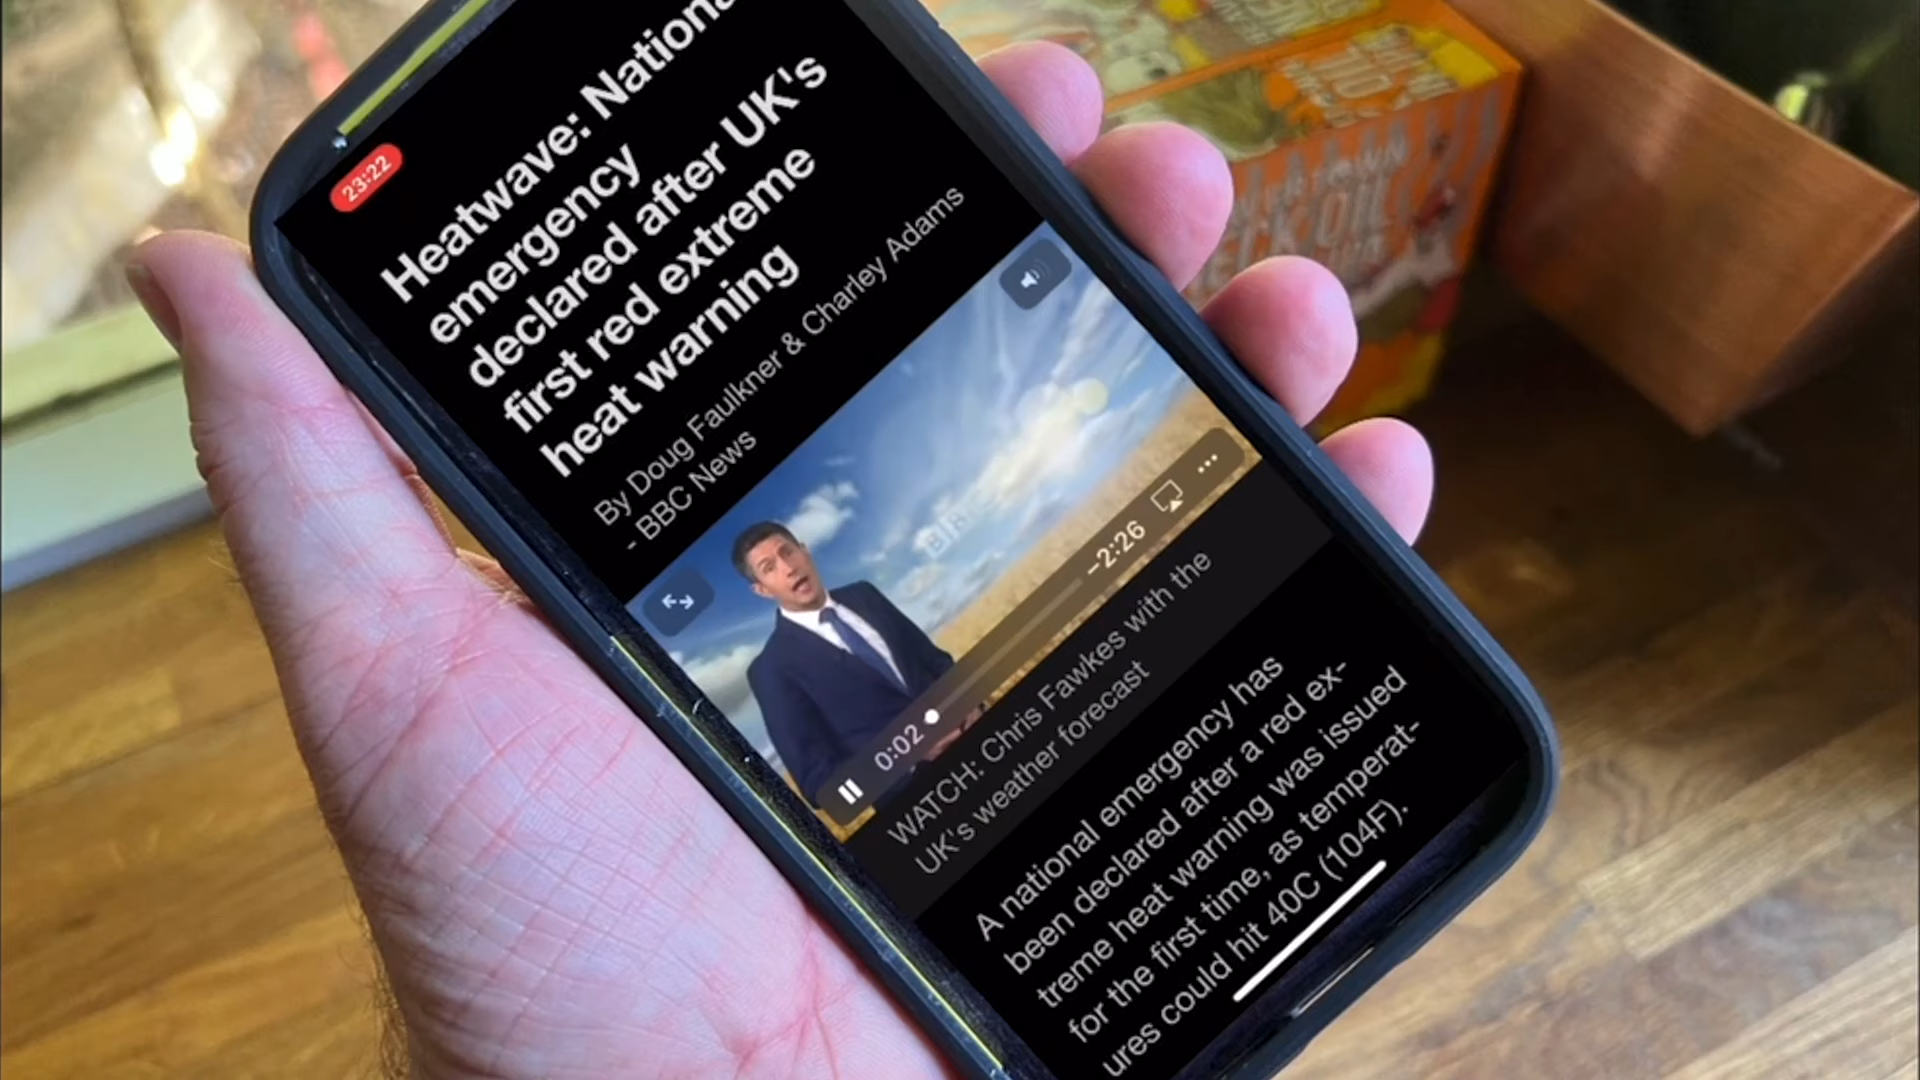 23:22
Heatwave: National
emergency
declared after UK's
first red extreme
heat warning
By Doug Faulkner & Charley Adams
- BBC News
-2:26
0:02
WATCH: Chris Fawkes with the
UK's weather forecast
A national emergency has
been declared after a red ex-
treme heat warning was issued
for the first time, as temperat-
ures could hit 40C (104F).